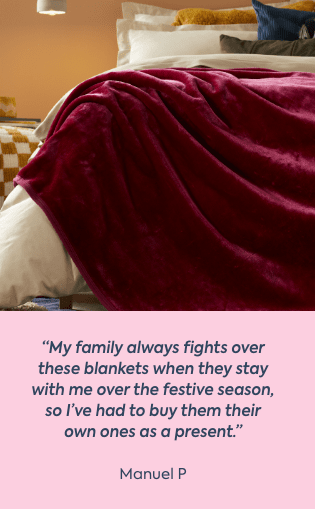 “My family always fights over
these blankets when they stay
with me over the festive season,
so I’ve had to buy them their
own ones as a present.”
Manuel P